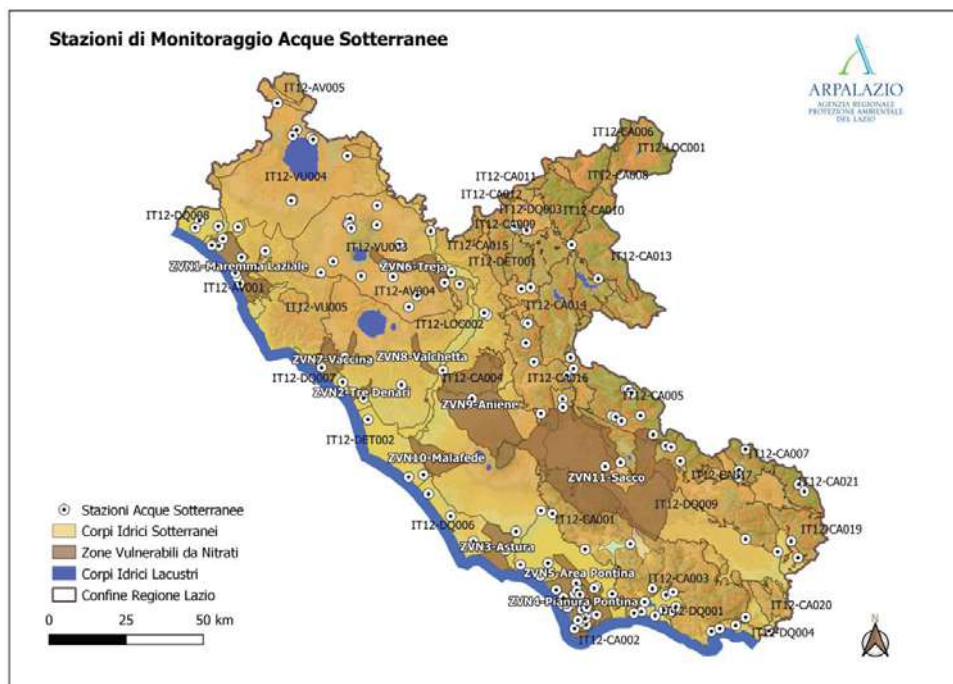 Stazioni di Monitoraggio Acque Sotterranee
ARPALAZIO
AGENZIA REGIONALE
PROTEZIONE AMBIENTALE
DEL LAZIO
IT12-AV005
IT12-CA006
IT12-LOC001
IT12-CA008
IT12-VU004
IT12-CA011
IT12-CA012
IT12-DQ003
IT12-CA010
IT12-DQ008
IT12-CA009
IT12-VU003
IT12-CA015
IT12-DET001
IT12-CA013
ZVN1-Maremma Laziale
ZVN6-Treja
IT12-AV001
IT12-AV004
IT12-VU005
IT12-CA014
IT12-LOC002
ZVN7-Vaccina
ZVN8-Valchetta
IT12-DQ007
IT12-CA004
IT12-CA016
ZVN2-Tre Denari
ZVN9-Aniene
IT12-CA005
IT12-DET002
ZVN10-Malafede
IT12-CA007
ZVN11-Sacco
IT12-CA021
IT12-DQ009
IT12-DQ006
IT12-CA001
IT12-CA019
ZVN3-Astura
ZVN5-Area Pontina
IT12-CA003
ZVN4-Pianura Pontina
IT12-DQ001
IT12-CA020
IT12-DQ004
IT12-CA002
Stazioni Acque Sotterranee
Corpi Idrici Sotterranei
Zone Vulnerabili da Nitrati
Corpi Idrici Lacustri
Confine Regione Lazio
0 25 50 km
N